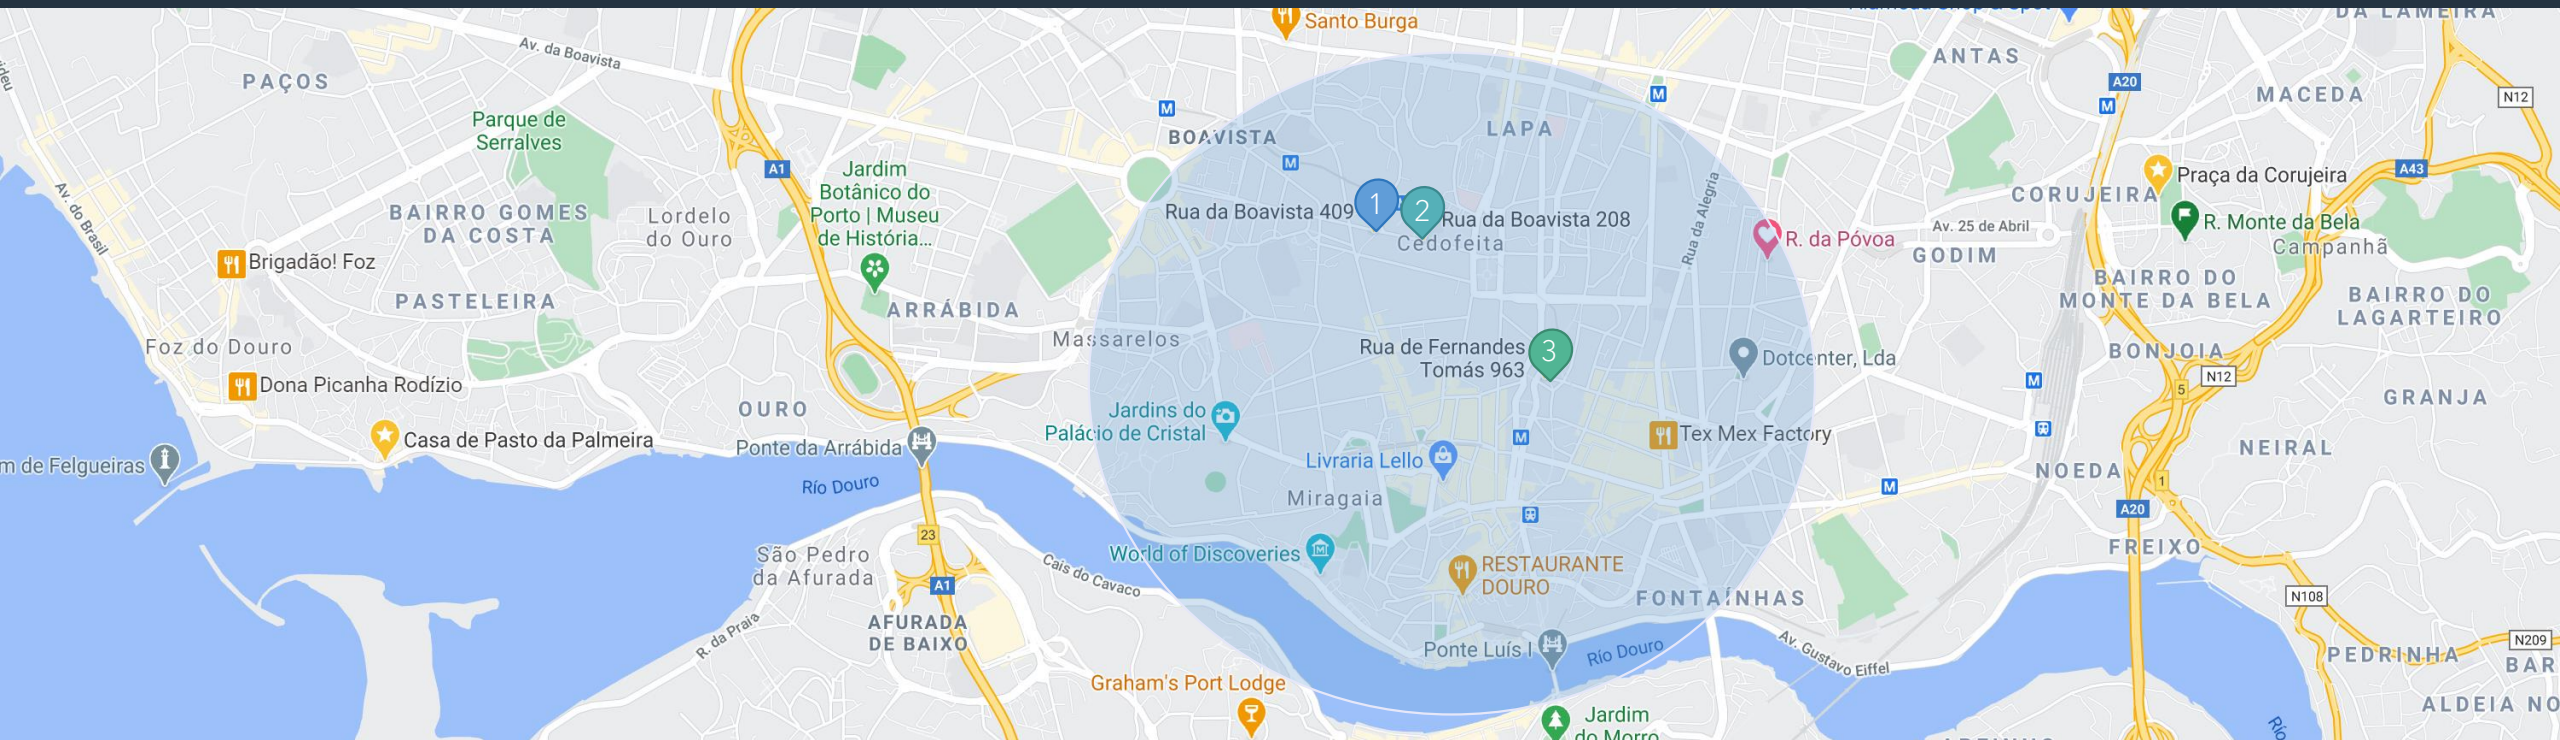 Santo Burga
DA LAMEIRA
Av. da Boavista
ANTAS
PAÇOS
A20
M
MACEDA
N12
M
M
M
Parque de
Serralves
LAPA
BOAVISTA
M
A1
Jardim
Botânico do
Porto | Museu
de História...
A43
Praça da Corujeira
CORUJEIRA
Av. do Brasil
BAIRRO GOMES
DA COSTA
Lordelo
do Ouro
Rua da Boavista 409
1
2
Rua da Boavista 208
Cedofeita
Rua da Alegria
R. da Póvoa
Av. 25 de Abril
R. Monte da Bela
Campanhã
GODIM
Brigadão! Foz
BAIRRO DO
MONTE DA BELA
PASTELEIRA
ARRÁBIDA
BAIRRO DO
LAGARTEIRO
Foz do Douro
Massarelos
Rua de Fernandes
Tomás 963
3
Dotcenter, Lda
BONJOIA
N12
5
M
Dona Picanha Rodízio
GRANJA
OURO
Jardins do
Palácio de Cristal
Casa de Pasto da Palmeira
Ponte da Arrábida
M
Tex Mex Factory
NEIRAL
m de Felgueiras
Livraria Lello
NOEDA
1
Río Douro
M
Miragaia
A20
23
FREIXO
São Pedro
da Afurada
World of Discoveries
Cais do Cavaco
RESTAURANTE
DOURO
A1
FONTAÍNHAS
N108
AFURADA
DE BAIXO
R. da Praia
Ponte Luís I
Río Douro
Av. Gustavo Eiffel
N209
PEDRINHA
BAR
Graham's Port Lodge
ALDEIA NO
Jardim
do Morro
Río